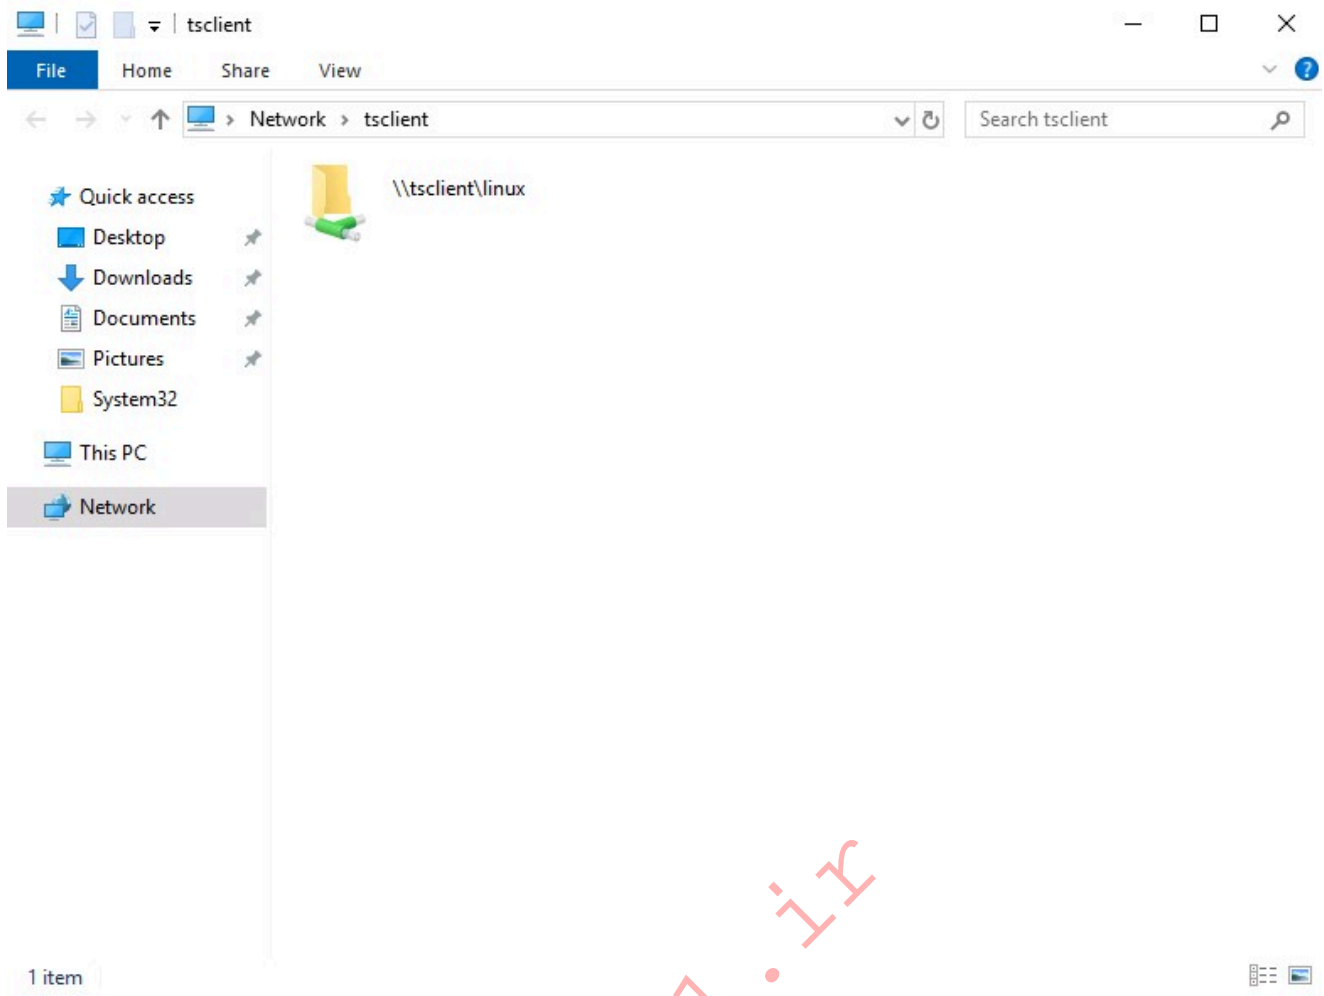 tsclient
File Home Share View
Network > tsclient
Search tsclient
\\tsclient\linux
Quick access
Desktop
Downloads
Documents
Pictures
System32
This PC
Network
1 item
.ir